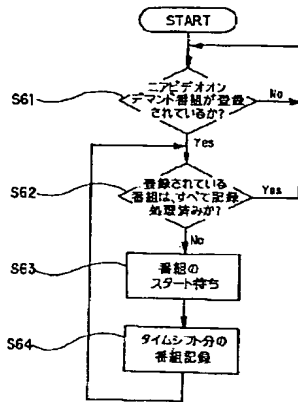 START
ニアビデオオン
デマンド番組が登録
されているか?
No
S61
Yes
登録されている
番組は、すべて記録
処理済みか?
Yes
S62
No
番組の
スタート待ち
S63
タイムシフト分の
番組記録
S64